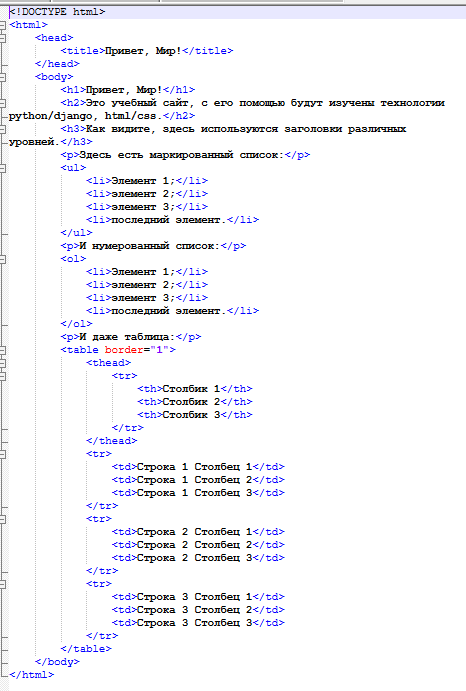 <!DOCTYPE html>
<html>
<head>
<title>Привет, Мир!</title>
</head>
<body>
<h1>Привет, Мир!</h1>
<h2>Это учебный сайт, с его помощью будут изучены технологии
python/django, html/css.</h2>
<h3>Как видите, здесь используются заголовки различных
уровней.</h3>
<p>Здесь есть маркированный список:</p>
<ul>
<li>Элемент 1;</li>
<li>элемент 2;</li>
<li>элемент 3;</li>
<li>последний элемент.</li>
</ul>
<p>И нумерованный список:</p>
<ol>
<li>Элемент 1;</li>
<li>элемент 2;</li>
<li>элемент 3;</li>
<li>последний элемент.</li>
</ol>
<p>И даже таблица:</p>
<table border="1">
<thead>
<tr>
<th>Столбик 1</th>
<th>Столбик 2</th>
<th>Столбик 3</th>
</tr>
</thead>
<tr>
<td>Строка 1 Столбец 1</td>
<td>Строка 1 Столбец 2</td>
<td>Строка 1 Столбец 3</td>
</tr>
<tr>
<td>Строка 2 Столбец 1</td>
<td>Строка 2 Столбец 2</td>
<td>Строка 2 Столбец 3</td>
</tr>
<tr>
<td>Строка 3 Столбец 1</td>
<td>Строка 3 Столбец 2</td>
<td>Строка 3 Столбец 3</td>
</tr>
</table>
</body>
</html>